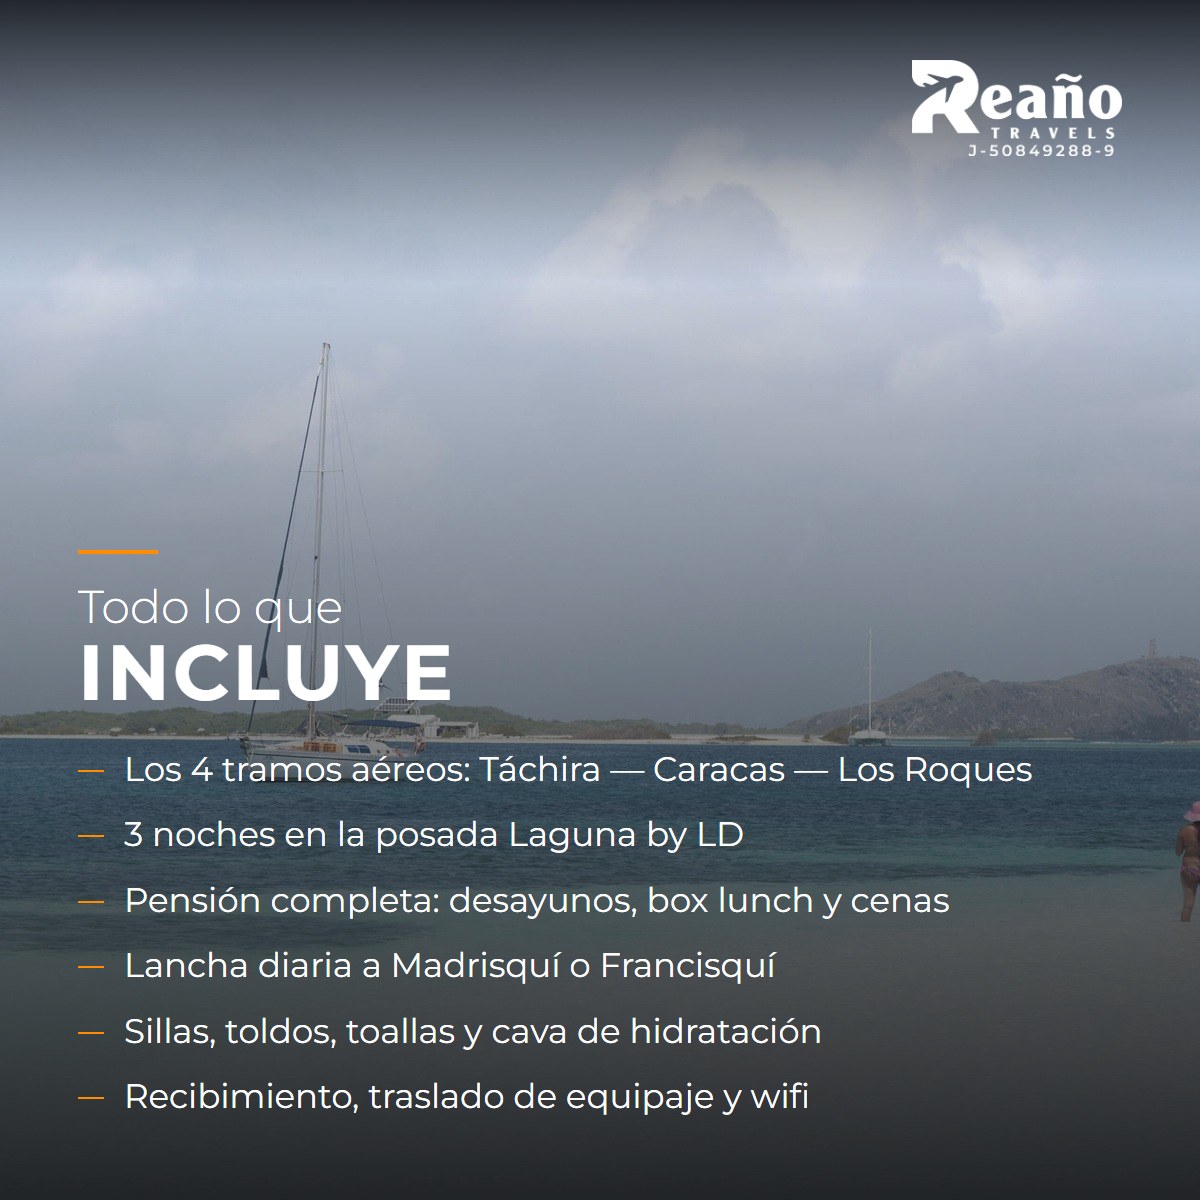 Reaño
TRAVELS
J-50849288-9
Todo lo que
INCLUYE
— Los 4 tramos aéreos: Táchira — Caracas — Los Roques
— 3 noches en la posada Laguna by LD
— Pensión completa: desayunos, box lunch y cenas
— Lancha diaria a Madrisquí o Francisquí
— Sillas, toldos, toallas y cava de hidratación
— Recibimiento, traslado de equipaje y wifi